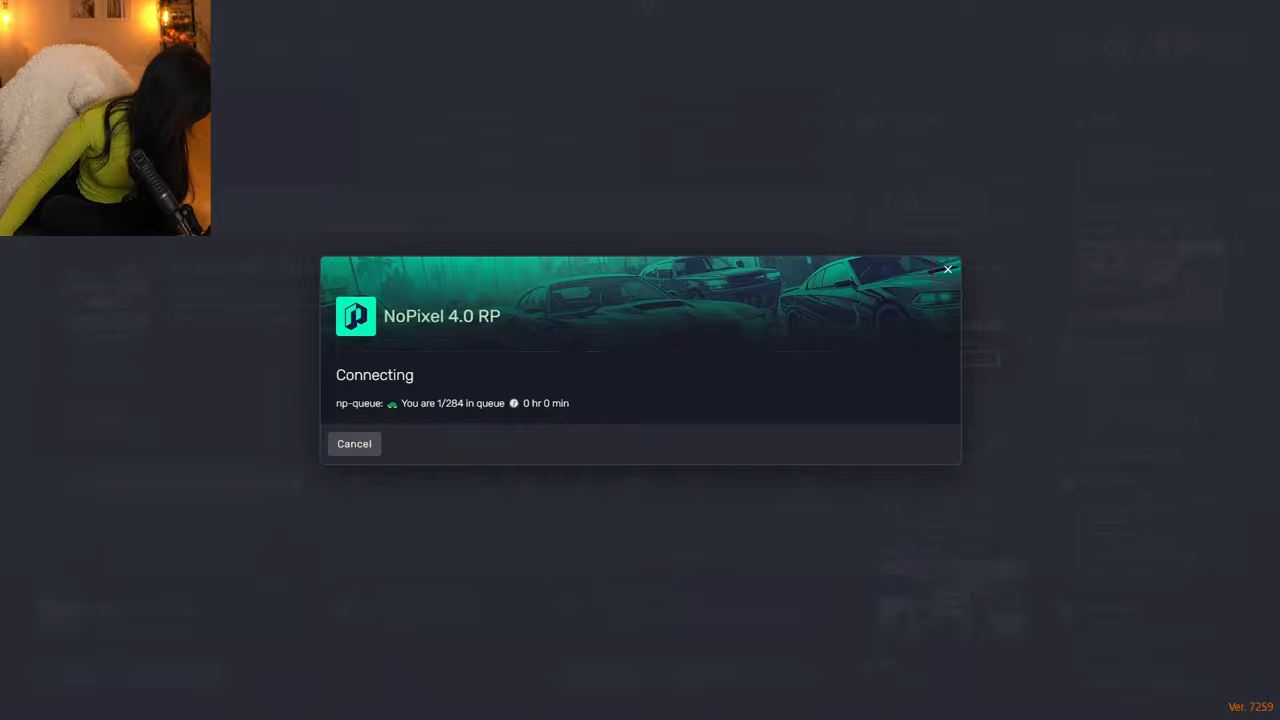 NoPixel 4.0 RP
Connecting
np-queue: 🐢 You are 1/284 in queue 🕒 0 hr 0 min
Cancel
Ver. 7259